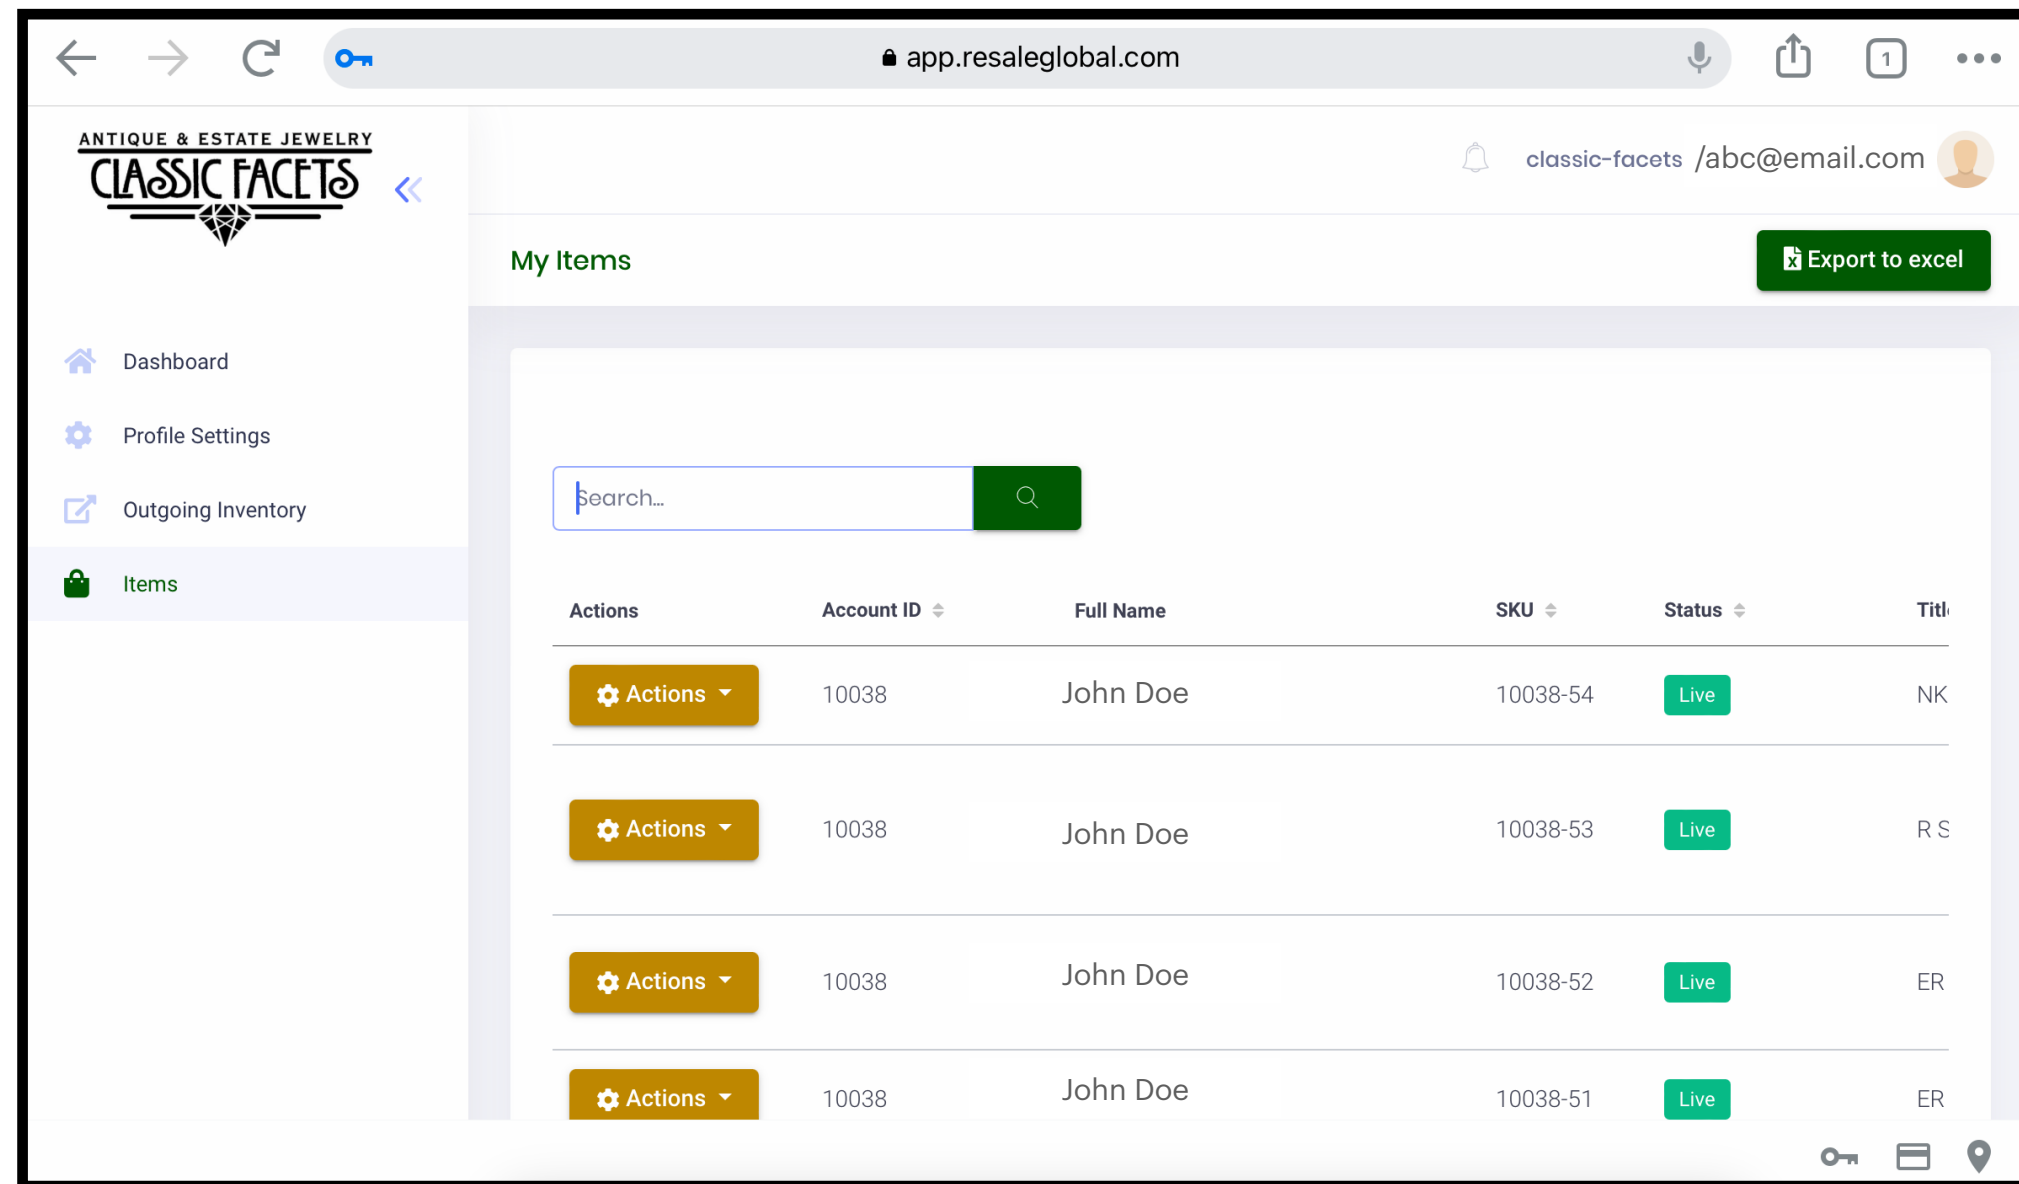 app.resaleglobal.com
1
ANTIQUE & ESTATE JEWELRY
CLASSIC FACETS
classic-facets /abc@email.com
My Items
Export to excel
Dashboard
Profile Settings
Outgoing Inventory
Items
Search...
Actions Account ID Full Name SKU Status Titl
Actions 10038 John Doe 10038-54 Live NK
Actions 10038 John Doe 10038-53 Live R S
Actions 10038 John Doe 10038-52 Live ER
Actions 10038 John Doe 10038-51 Live ER